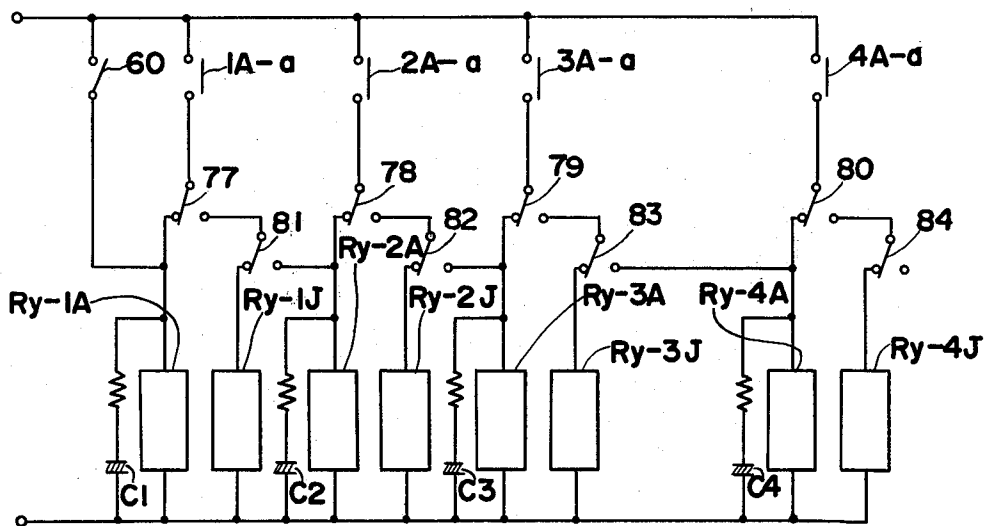 60
1A-a
2A-a
3A-a
4A-a
77
78
79
80
81
82
83
84
Ry-2A
Ry-1A
Ry-1J
Ry-2J
Ry-3A
Ry-4A
Ry-3J
Ry-4J
C1
C2
C3
C4